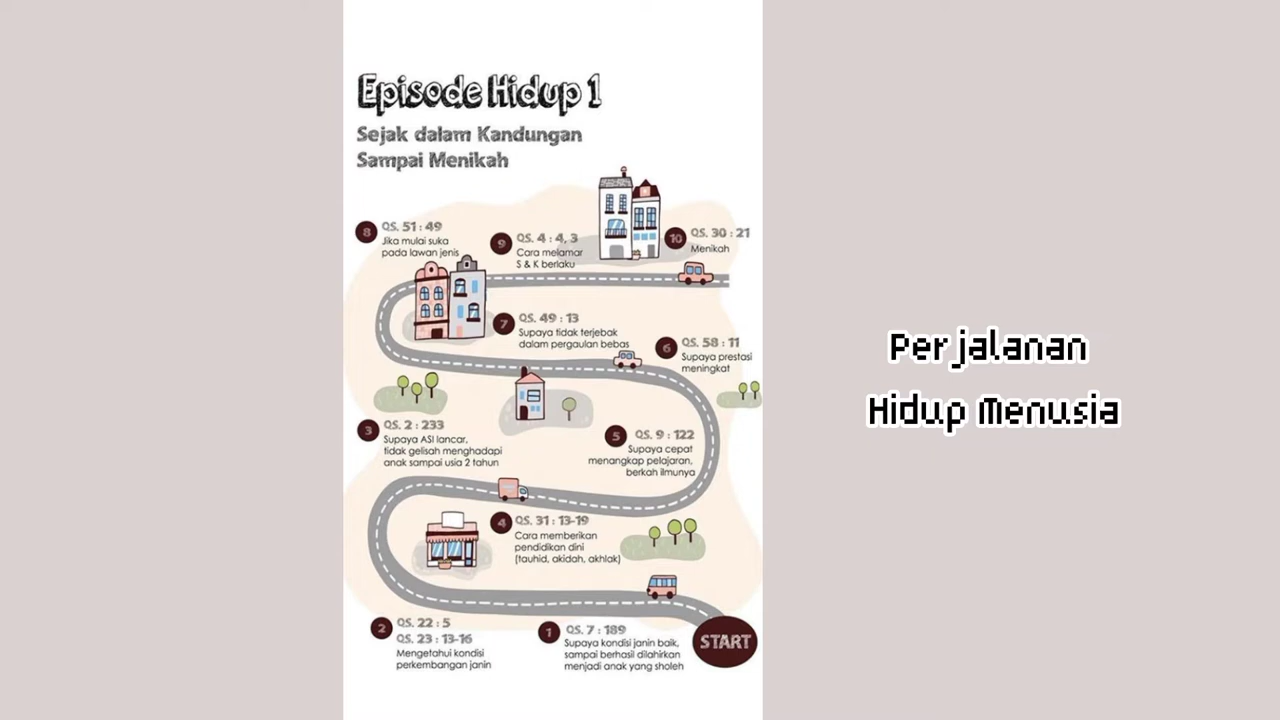 Episode Hidup 1
Sejak dalam Kandungan
Sampai Menikah
8
QS. 51 : 49
Jika mulai suka
pada lawan jenis
9
QS. 4 : 4, 3
Cara melamar
S & K berlaku
10
QS. 30 : 21
Menikah
7
QS. 49 : 13
Supaya tidak terjebak
dalam pergaulan bebas
6
QS. 58 : 11
Supaya prestasi
meningkat
3
QS. 2 : 233
Supaya ASI lancar,
tidak gelisah menghadapi
anak sampai usia 2 tahun
5
QS. 9 : 122
Supaya cepat
menangkap pelajaran,
berkah ilmunya
4
QS. 31 : 13-19
Cara memberikan
pendidikan dini
(tauhid, akidah, akhlak)
2
QS. 22 : 5
QS. 23 : 13-16
Mengetahui kondisi
perkembangan janin
1
QS. 7 : 189
Supaya kondisi janin baik,
sampai berhasil dilahirkan
menjadi anak yang sholeh
START
Perjalanan
Hidup Menusia